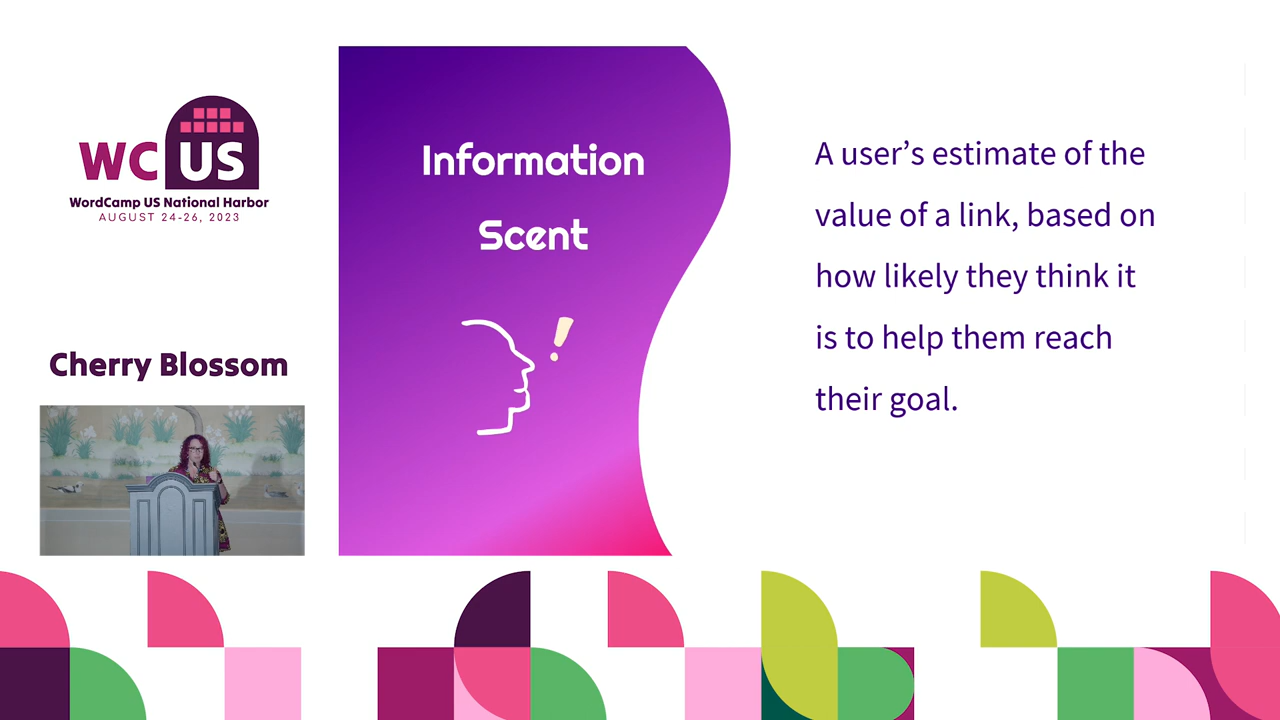 WC US
WordCamp US National Harbor
AUGUST 24-26, 2023
Cherry Blossom
Information
Scent
!
A user’s estimate of the
value of a link, based on
how likely they think it
is to help them reach
their goal.